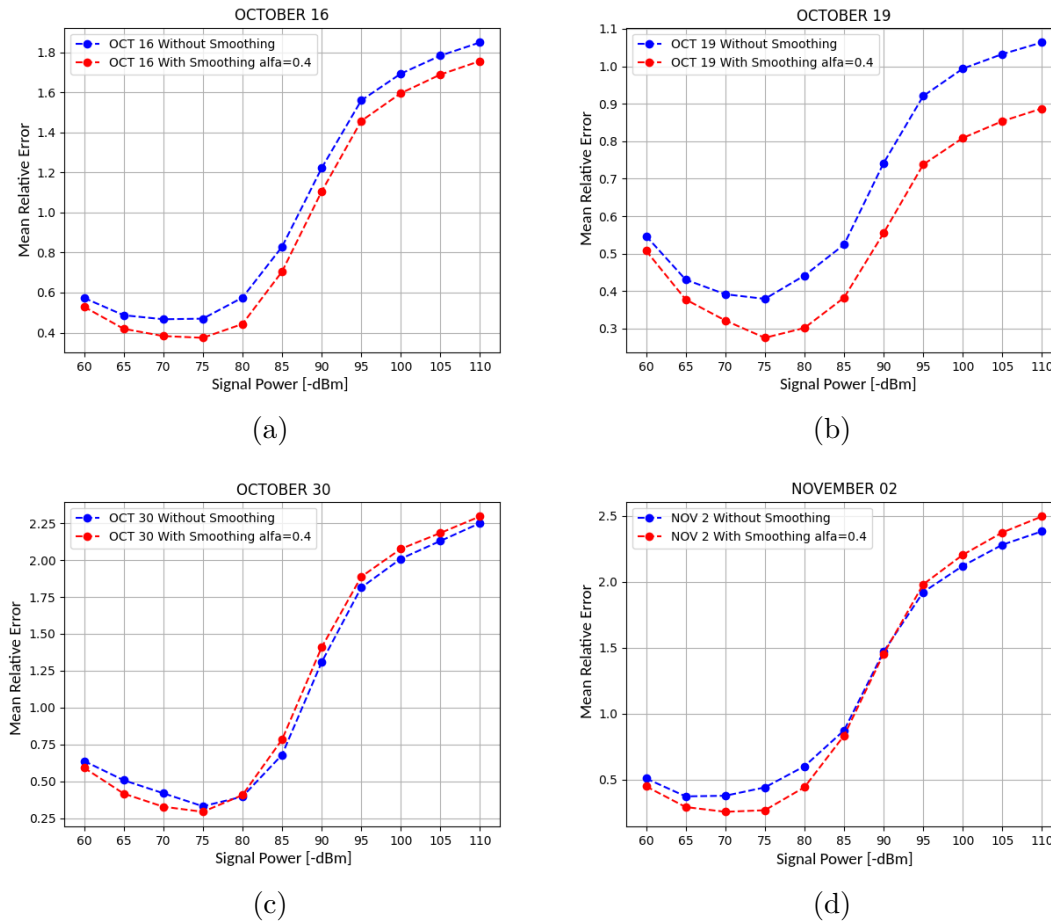 OCTOBER 16
OCT 16 Without Smoothing
OCT 16 With Smoothing alfa=0.4
Mean Relative Error
1.8
1.6
1.4
1.2
1.0
0.8
0.6
0.4
60 65 70 75 80 85 90 95 100 105 110
Signal Power [-dBm]
(a)
OCTOBER 19
OCT 19 Without Smoothing
OCT 19 With Smoothing alfa=0.4
Mean Relative Error
1.1
1.0
0.9
0.8
0.7
0.6
0.5
0.4
0.3
60 65 70 75 80 85 90 95 100 105 110
Signal Power [-dBm]
(b)
OCTOBER 30
OCT 30 Without Smoothing
OCT 30 With Smoothing alfa=0.4
Mean Relative Error
2.25
2.00
1.75
1.50
1.25
1.00
0.75
0.50
0.25
60 65 70 75 80 85 90 95 100 105 110
Signal Power [-dBm]
(c)
NOVEMBER 02
NOV 2 Without Smoothing
NOV 2 With Smoothing alfa=0.4
Mean Relative Error
2.5
2.0
1.5
1.0
0.5
60 65 70 75 80 85 90 95 100 105 110
Signal Power [-dBm]
(d)